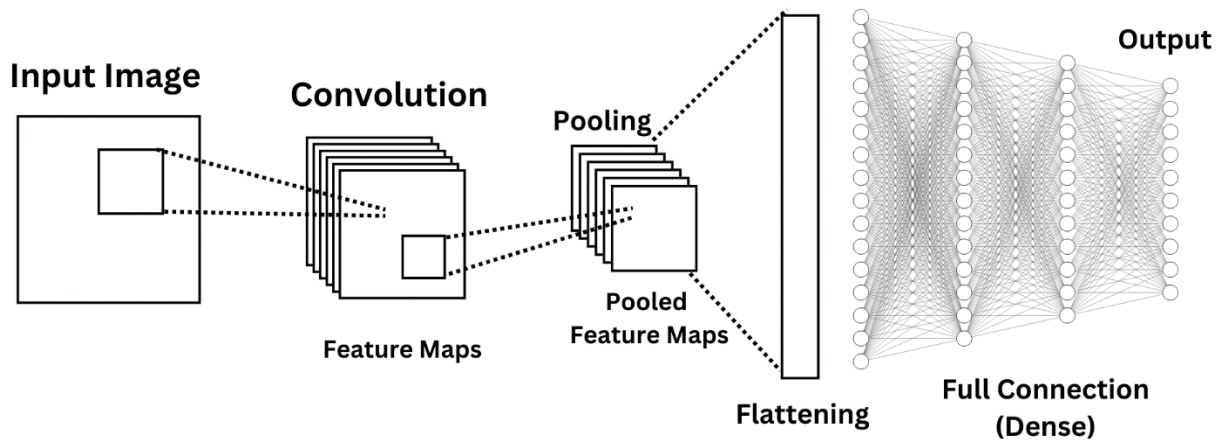 Input Image
Convolution
Feature Maps
Pooling
Pooled
Feature Maps
Flattening
Output
Full Connection
(Dense)